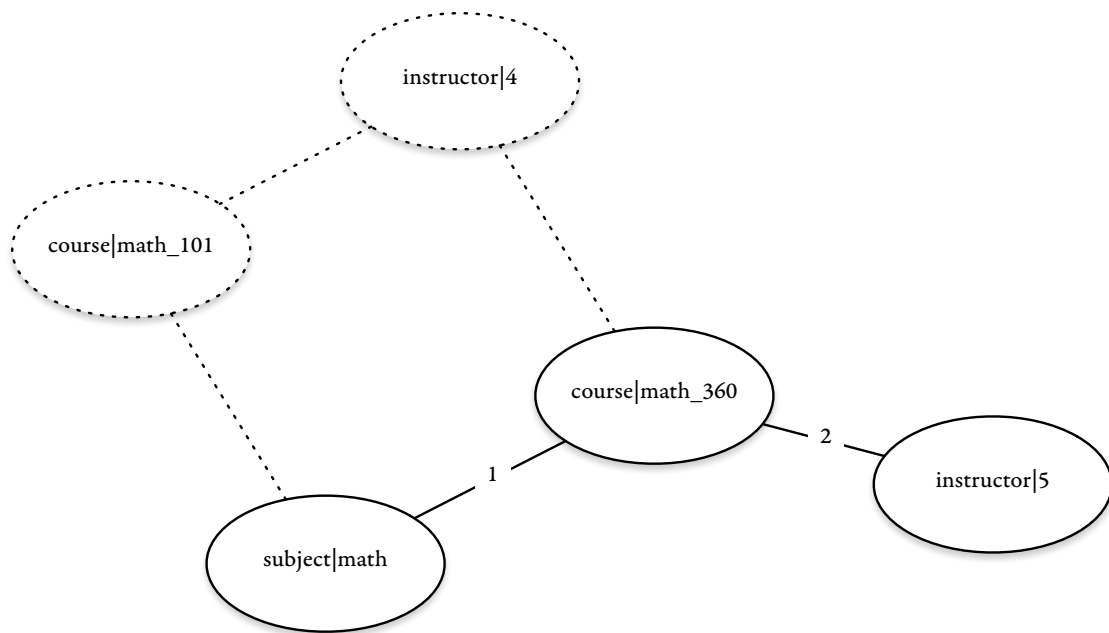 instructor|4
course|math_101
course|math_360
2
1
instructor|5
subject|math